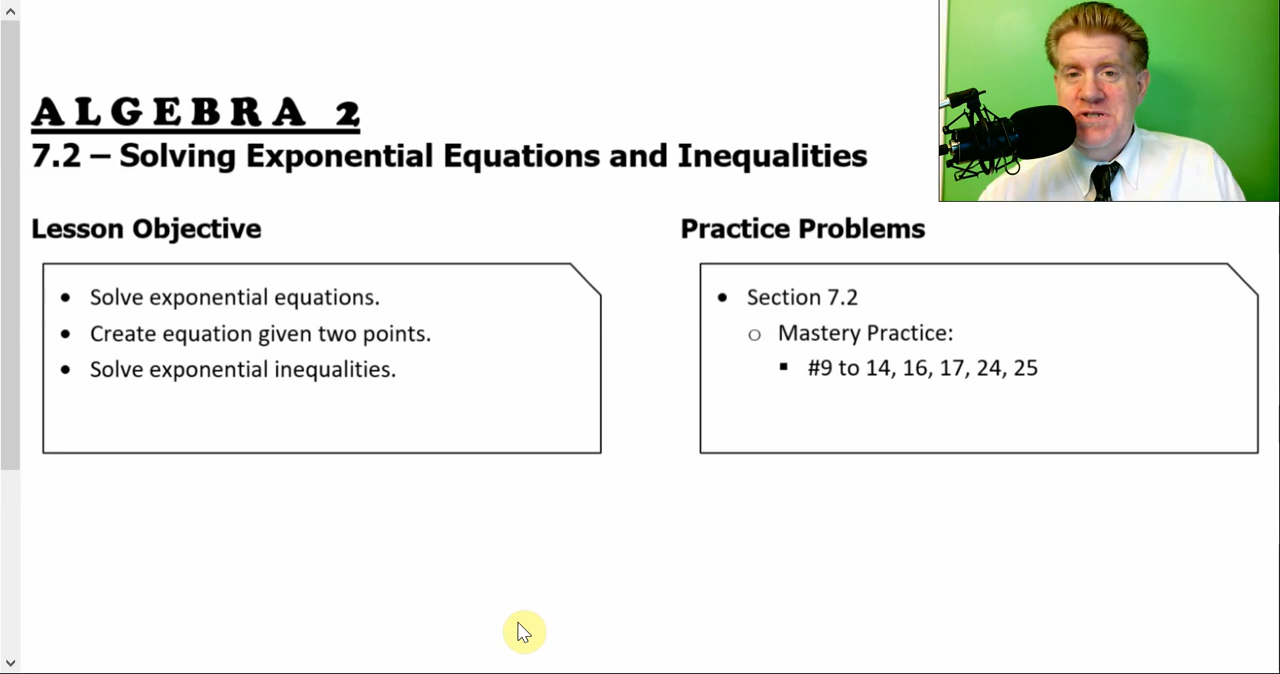 ALGEBRA 2
7.2 – Solving Exponential Equations and Inequalities
Lesson Objective
• Solve exponential equations.
• Create equation given two points.
• Solve exponential inequalities.
Practice Problems
• Section 7.2
o Mastery Practice:
▪ #9 to 14, 16, 17, 24, 25